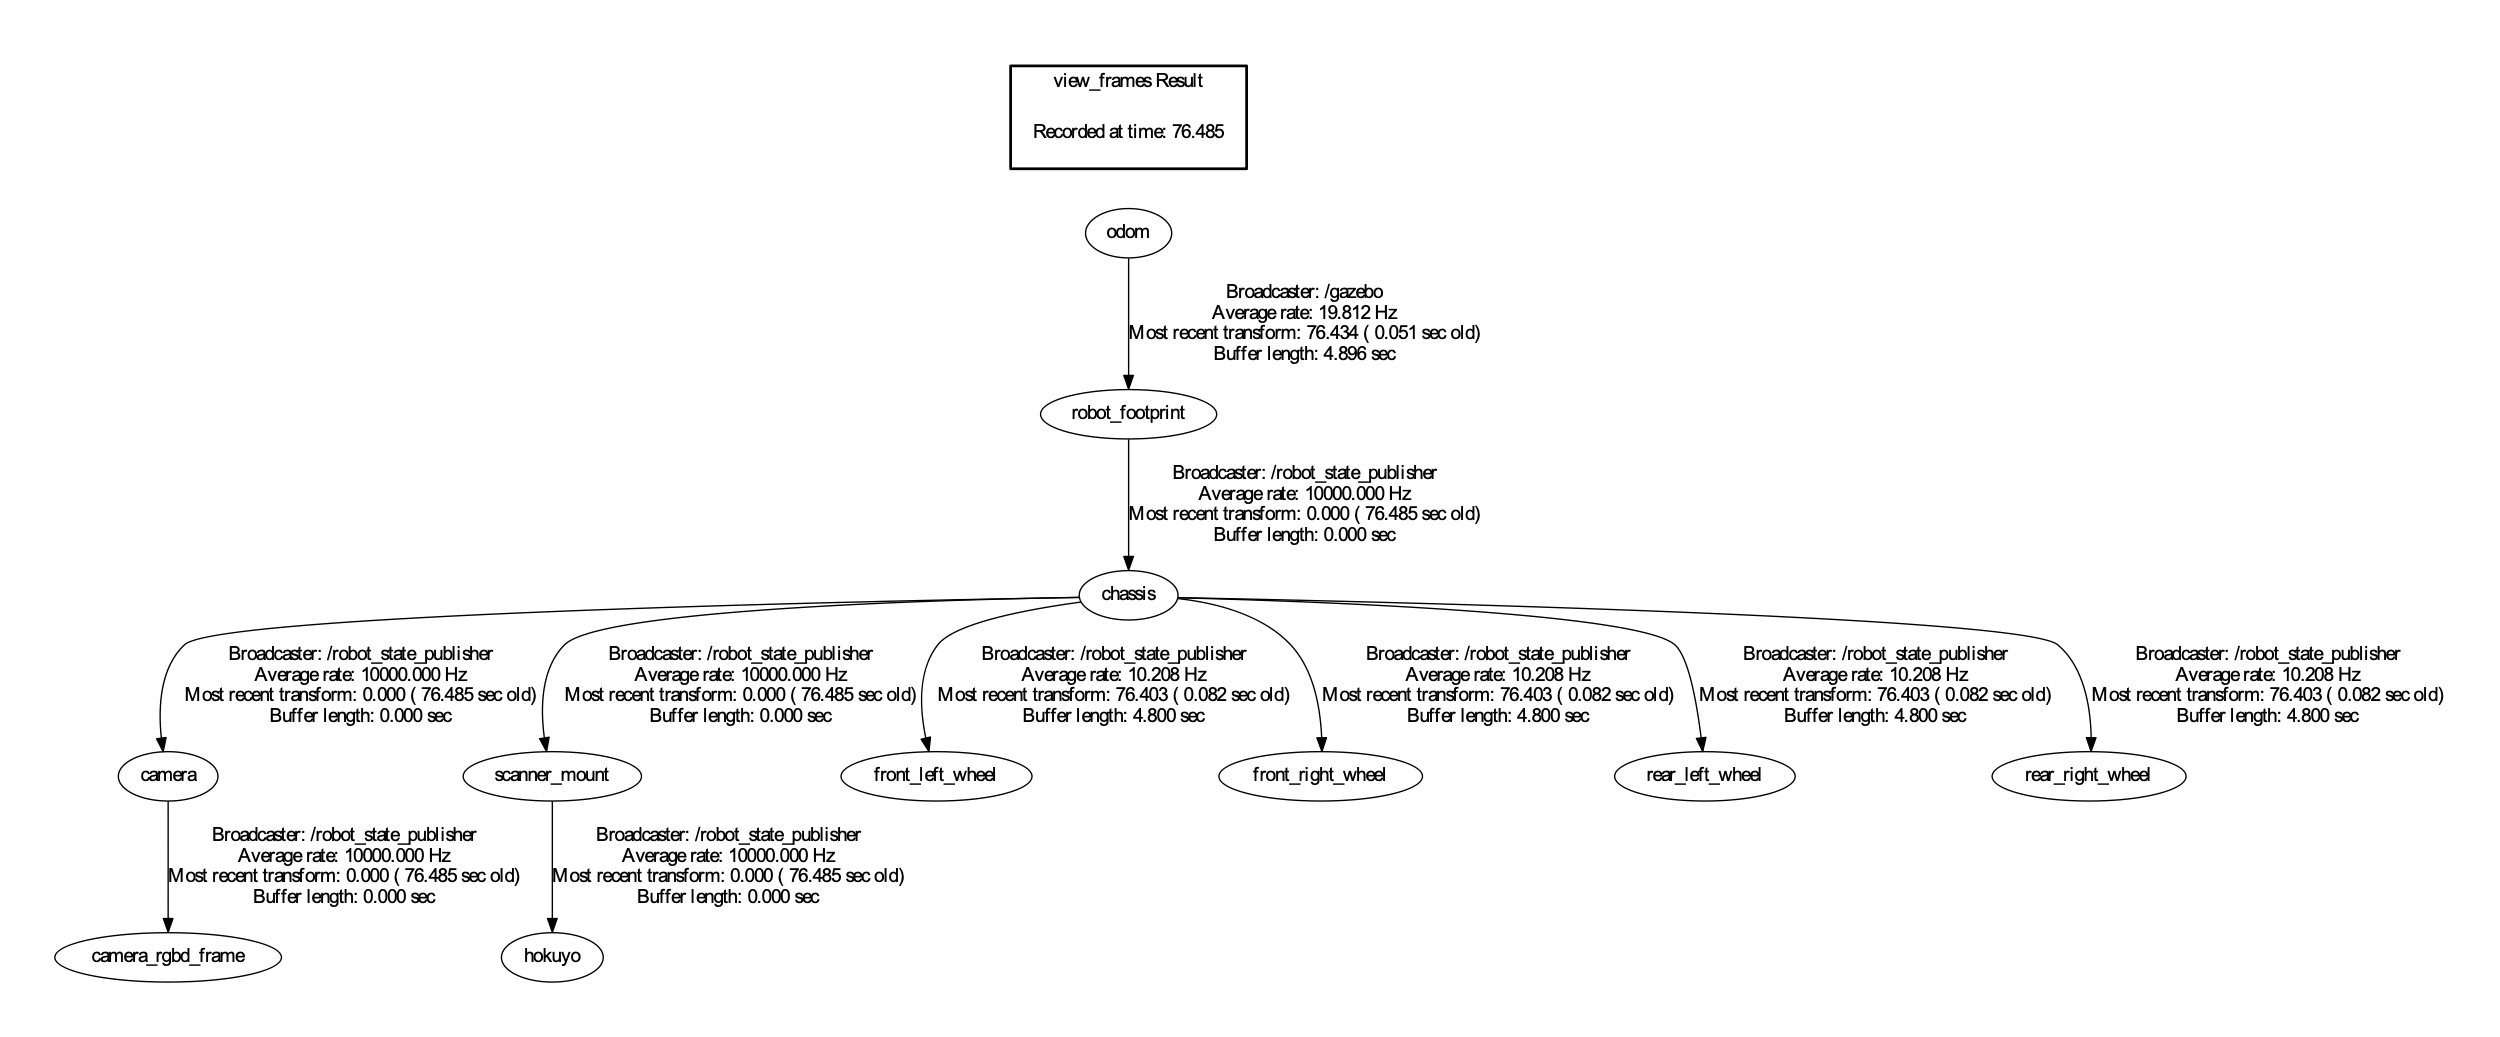 view_frames Result
Recorded at time: 76.485
odom
Broadcaster: /gazebo
Average rate: 19.812 Hz
Most recent transform: 76.434 ( 0.051 sec old)
Buffer length: 4.896 sec
robot_footprint
Broadcaster: /robot_state_publisher
Average rate: 10000.000 Hz
Most recent transform: 0.000 ( 76.485 sec old)
Buffer length: 0.000 sec
chassis
Broadcaster: /robot_state_publisher
Average rate: 10000.000 Hz
Most recent transform: 0.000 ( 76.485 sec old)
Buffer length: 0.000 sec
Broadcaster: /robot_state_publisher
Average rate: 10000.000 Hz
Most recent transform: 0.000 ( 76.485 sec old)
Buffer length: 0.000 sec
Broadcaster: /robot_state_publisher
Average rate: 10.208 Hz
Most recent transform: 76.403 ( 0.082 sec old)
Buffer length: 4.800 sec
Broadcaster: /robot_state_publisher
Average rate: 10.208 Hz
Most recent transform: 76.403 ( 0.082 sec old)
Buffer length: 4.800 sec
Broadcaster: /robot_state_publisher
Average rate: 10.208 Hz
Most recent transform: 76.403 ( 0.082 sec old)
Buffer length: 4.800 sec
Broadcaster: /robot_state_publisher
Average rate: 10.208 Hz
Most recent transform: 76.403 ( 0.082 sec old)
Buffer length: 4.800 sec
camera
scanner_mount
front_left_wheel
front_right_wheel
rear_left_wheel
rear_right_wheel
Broadcaster: /robot_state_publisher
Average rate: 10000.000 Hz
Most recent transform: 0.000 ( 76.485 sec old)
Buffer length: 0.000 sec
Broadcaster: /robot_state_publisher
Average rate: 10000.000 Hz
Most recent transform: 0.000 ( 76.485 sec old)
Buffer length: 0.000 sec
camera_rgbd_frame
hokuyo